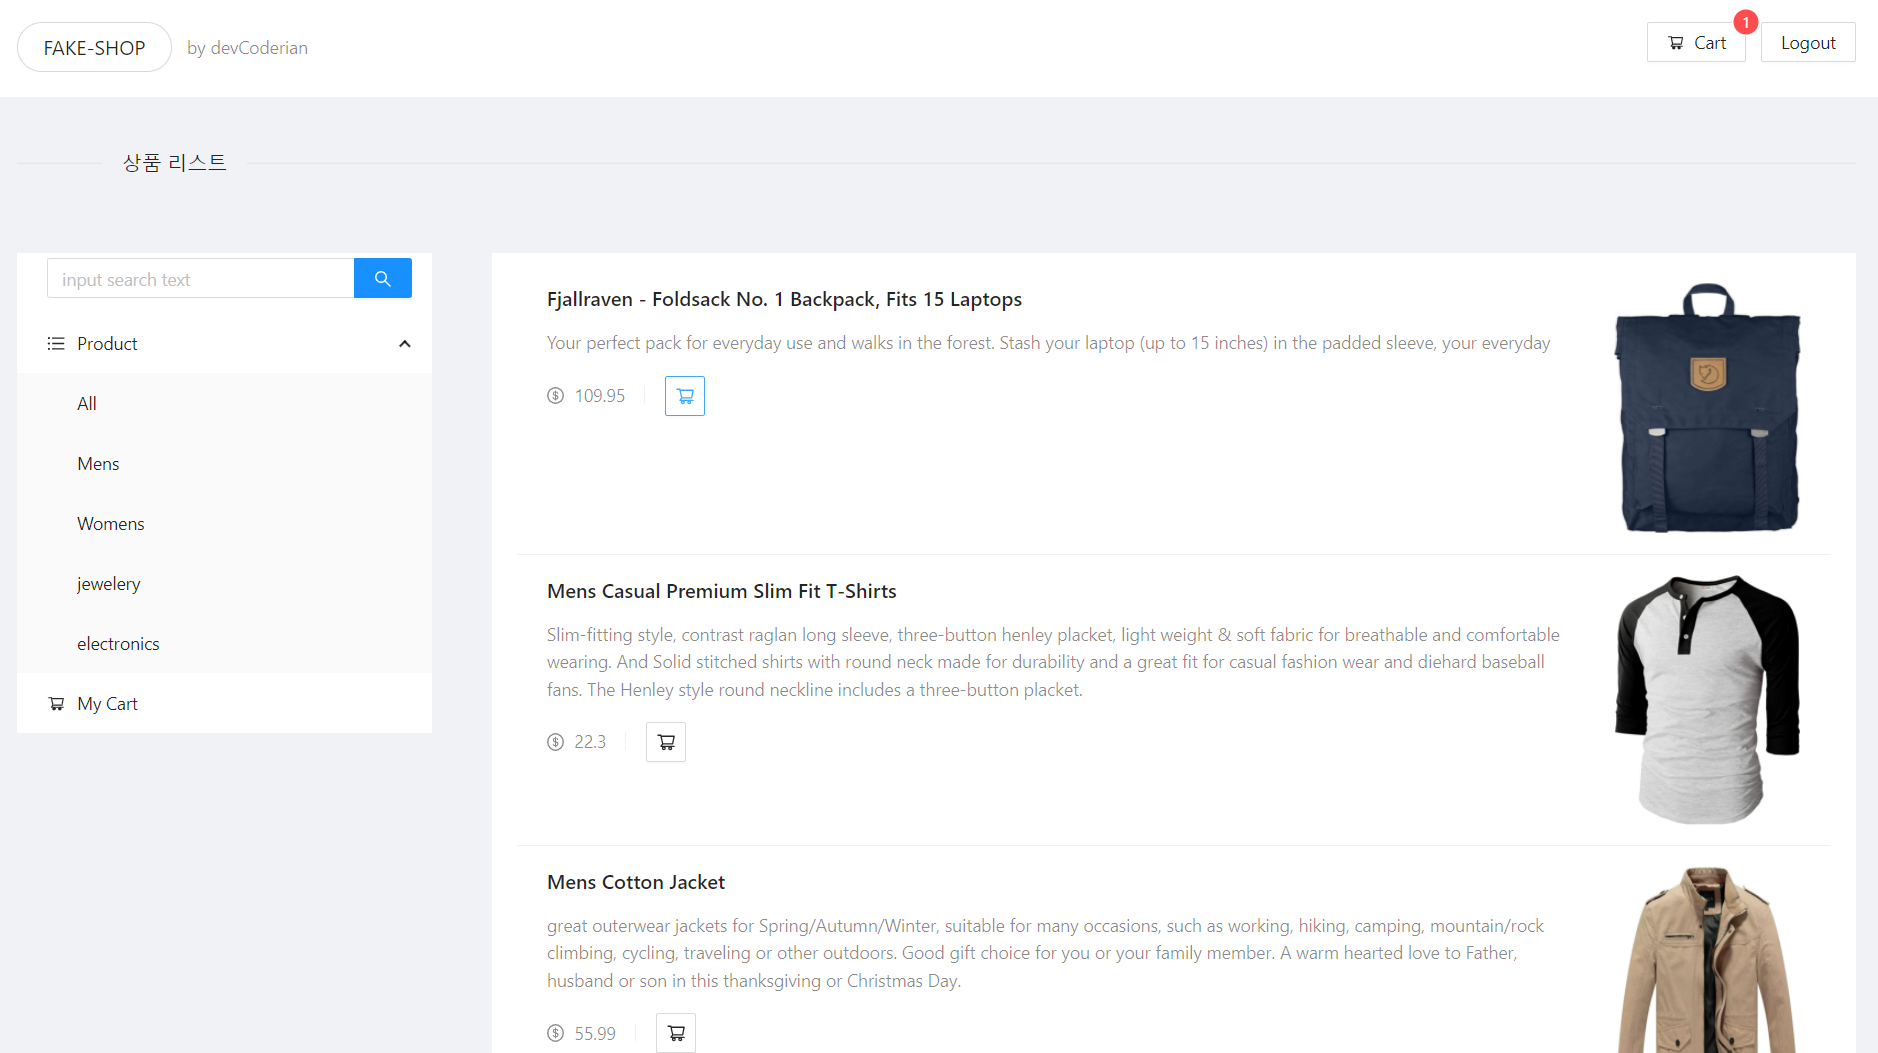 FAKE-SHOP
by devCoderian
Cart
1
Logout
상품 리스트
input search text
Product
All
Mens
Womens
jewelery
electronics
My Cart
Fjallraven - Foldsack No. 1 Backpack, Fits 15 Laptops
Your perfect pack for everyday use and walks in the forest. Stash your laptop (up to 15 inches) in the padded sleeve, your everyday
109.95
Mens Casual Premium Slim Fit T-Shirts
Slim-fitting style, contrast raglan long sleeve, three-button henley placket, light weight & soft fabric for breathable and comfortable
wearing. And Solid stitched shirts with round neck made for durability and a great fit for casual fashion wear and diehard baseball
fans. The Henley style round neckline includes a three-button placket.
22.3
Mens Cotton Jacket
great outerwear jackets for Spring/Autumn/Winter, suitable for many occasions, such as working, hiking, camping, mountain/rock
climbing, cycling, traveling or other outdoors. Good gift choice for you or your family member. A warm hearted love to Father,
husband or son in this thanksgiving or Christmas Day.
55.99